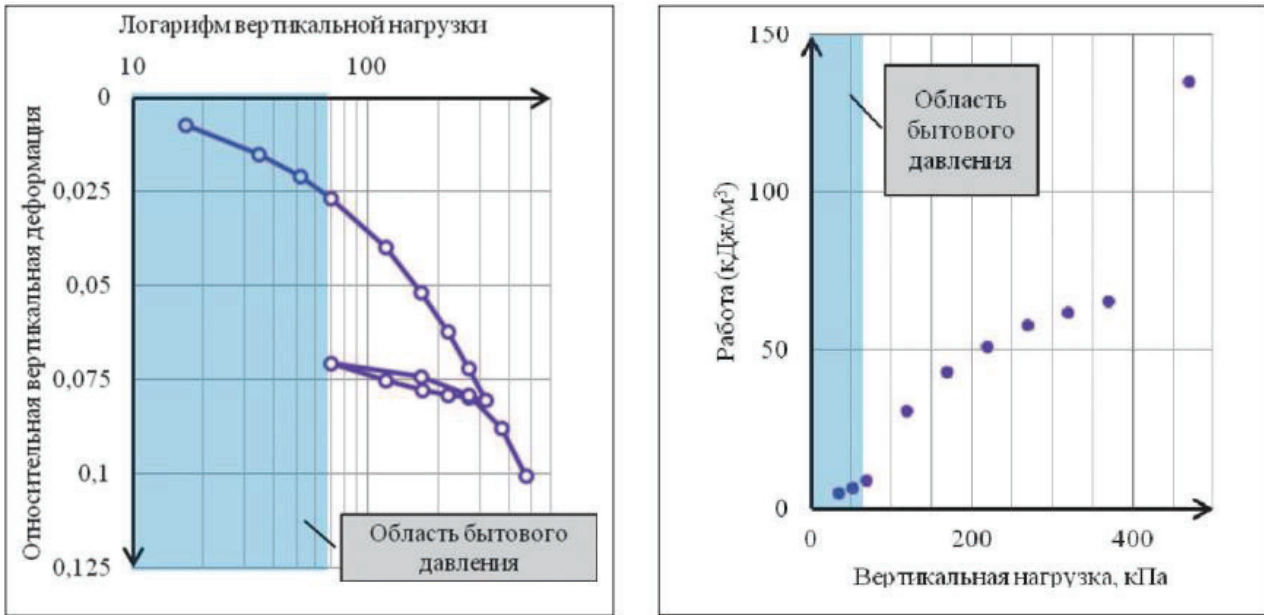 Логарифм вертикальной нагрузки
10 100
0
0,025
0,05
0,075
0,1
0,125
Относительная вертикальная деформация
Область бытового
давления
150
100
50
0
Работа (кДж/м³)
Область
бытового
давления
0 200 400
Вертикальная нагрузка, кПа